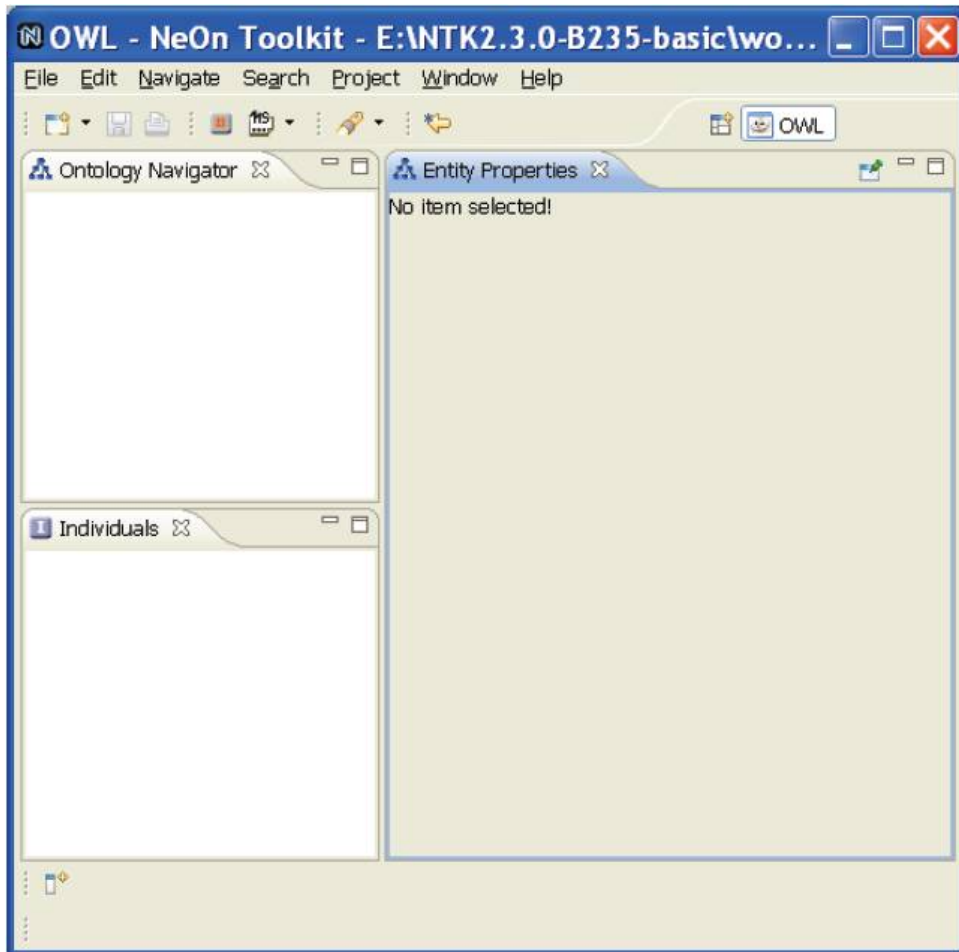 OWL - NeOn Toolkit - E:\NTK2.3.0-B235-basic\wo...
File Edit Navigate Search Project Window Help
OWL
Ontology Navigator
Entity Properties
No item selected!
Individuals